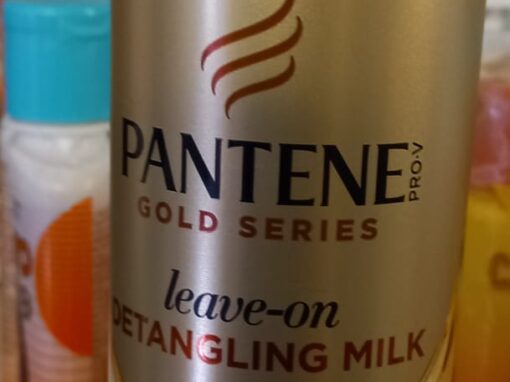 PANTENE
PRO-V
GOLD SERIES
leave-on
DETANGLING MILK